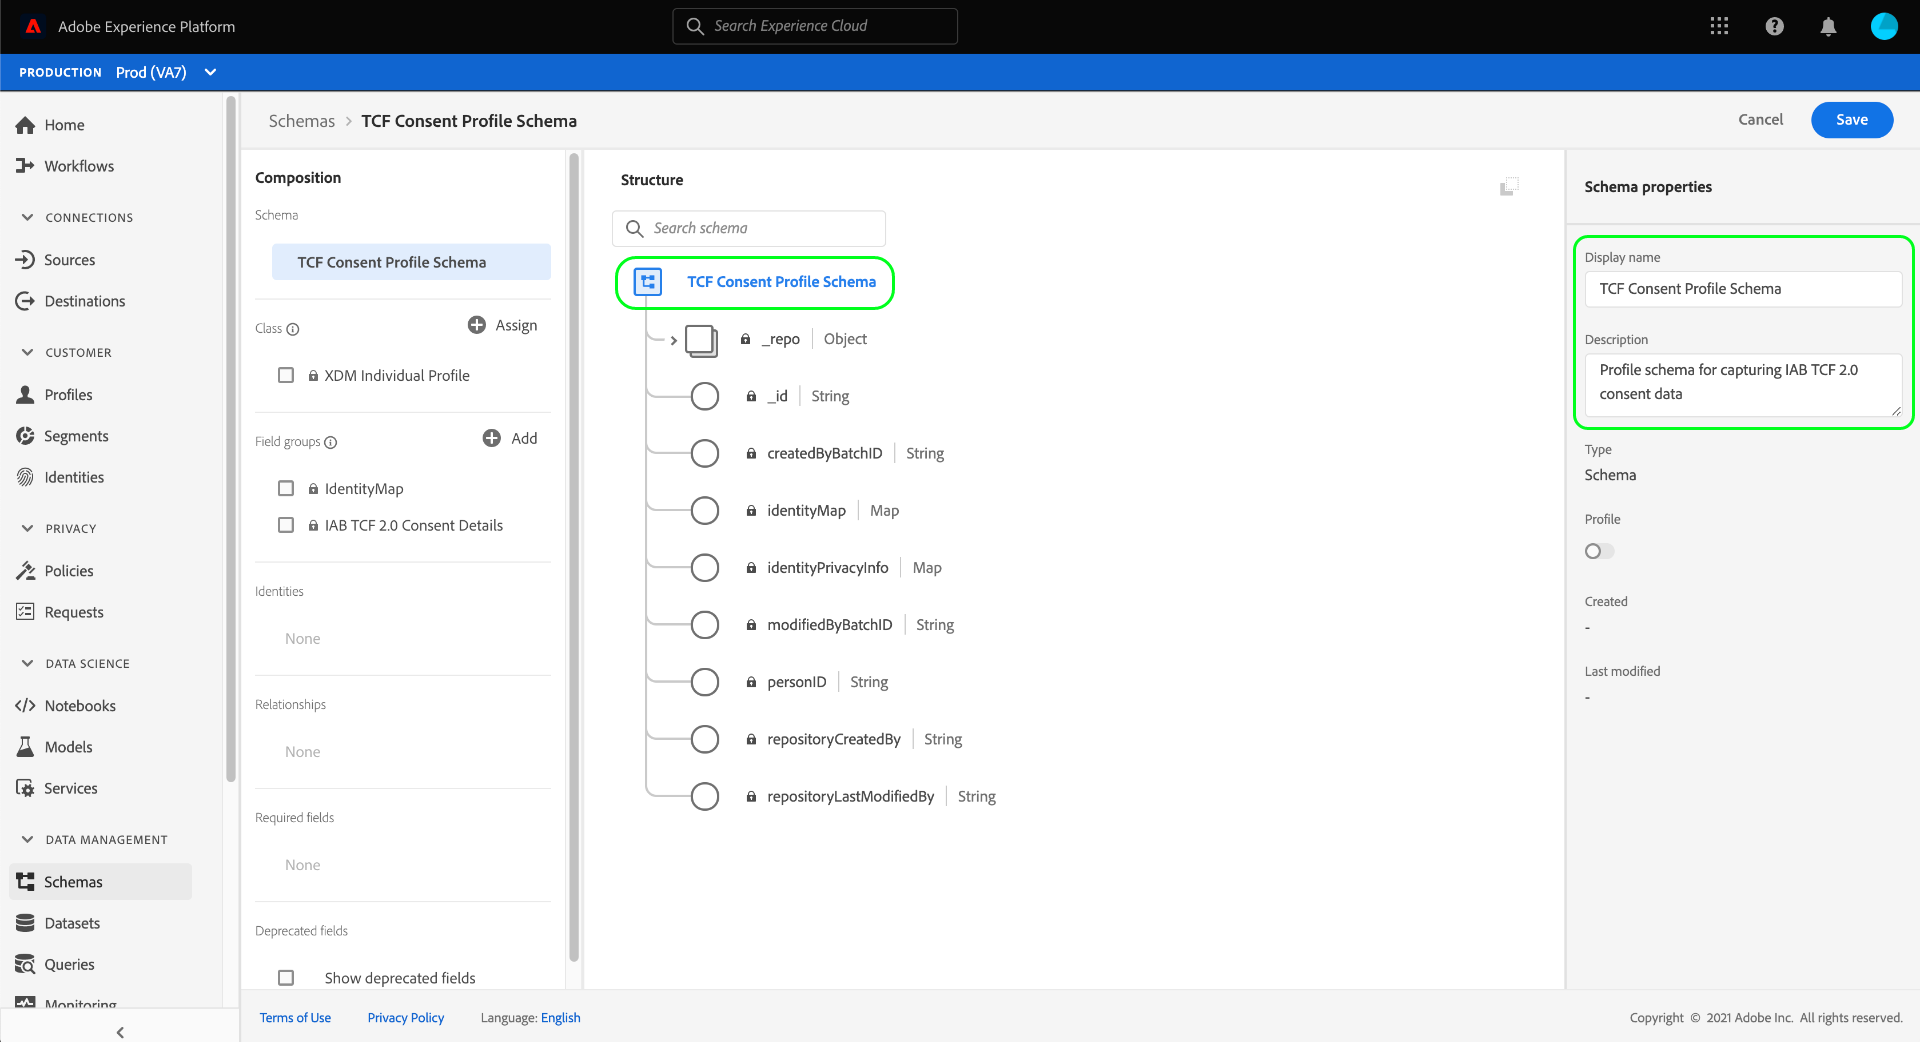 Adobe Experience Platform
Search Experience Cloud
PRODUCTION Prod (VA7)
Home
Workflows
CONNECTIONS
Sources
Destinations
CUSTOMER
Profiles
Segments
Identities
PRIVACY
Policies
Requests
DATA SCIENCE
Notebooks
Models
Services
DATA MANAGEMENT
Schemas
Datasets
Queries
Monitoring
Schemas > TCF Consent Profile Schema
Cancel
Save
Composition
Schema
TCF Consent Profile Schema
Class
Assign
XDM Individual Profile
Field groups
Add
IdentityMap
IAB TCF 2.0 Consent Details
Identities
None
Relationships
None
Required fields
None
Deprecated fields
Show deprecated fields
Structure
Search schema
TCF Consent Profile Schema
_repo | Object
_id | String
createdByBatchID | String
identityMap | Map
identityPrivacyInfo | Map
modifiedByBatchID | String
personID | String
repositoryCreatedBy | String
repositoryLastModifiedBy | String
Schema properties
Display name
TCF Consent Profile Schema
Description
Profile schema for capturing IAB TCF 2.0
consent data
Type
Schema
Profile
Created
-
Last modified
-
Terms of Use
Privacy Policy
Language: English
Copyright © 2021 Adobe Inc. All rights reserved.